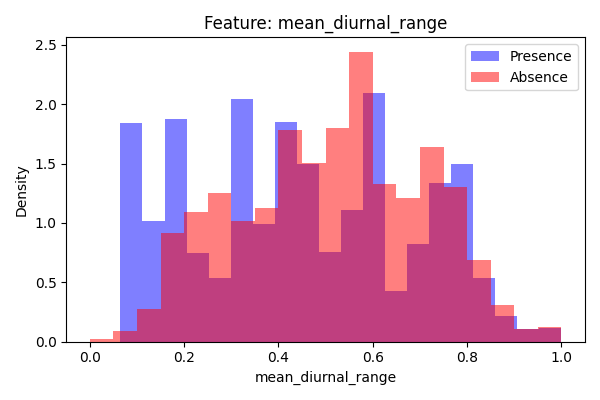 Feature: mean_diurnal_range
Presence
Absence
Density
2.5
2.0
1.5
1.0
0.5
0.0
0.0 0.2 0.4 0.6 0.8 1.0
mean_diurnal_range